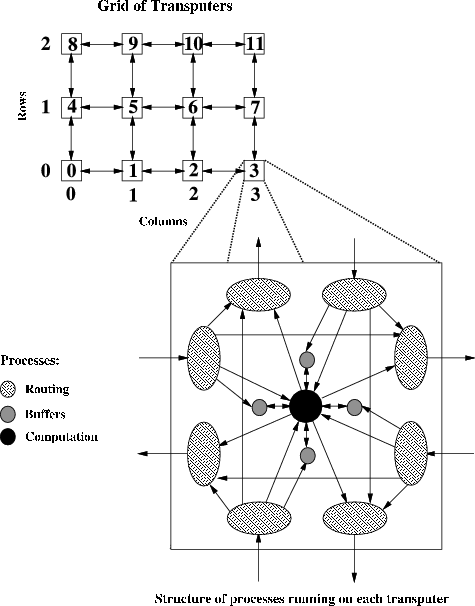 Grid of Transputers
2 8 9 10 11
Rows
1 4 5 6 7
0 0 1 2 3
0 1 2 3
Columns
Processes:
Routing
Buffers
Computation
Structure of processes running on each transputer